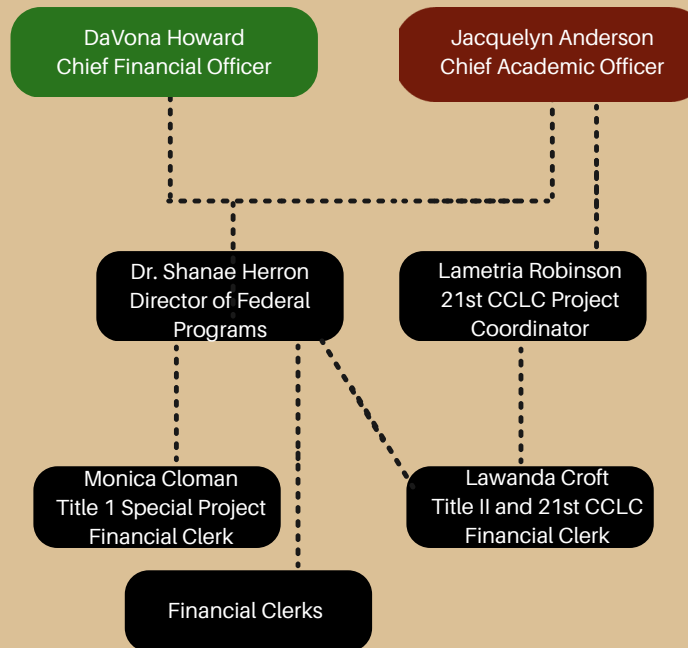 DaVona Howard
Chief Financial Officer
Jacquelyn Anderson
Chief Academic Officer
Dr. Shanae Herron
Director of Federal
Programs
Lametria Robinson
21st CCLC Project
Coordinator
Monica Cloman
Title 1 Special Project
Financial Clerk
Lawanda Croft
Title II and 21st CCLC
Financial Clerk
Financial Clerks